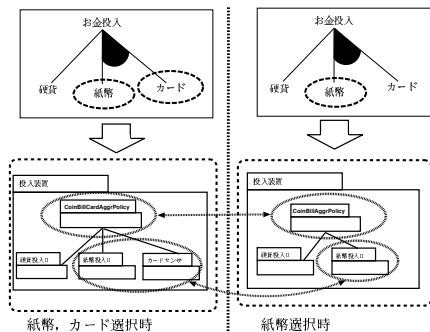 お金投入
硬貨
紙幣
カード
投入装置
CoinBillCardAggrPolicy
硬貨投入口
紙幣投入口
カードセンサ
紙幣，カード選択時
お金投入
硬貨
紙幣
カード
投入装置
CoinBillAggrPolicy
硬貨投入口
紙幣投入口
紙幣選択時